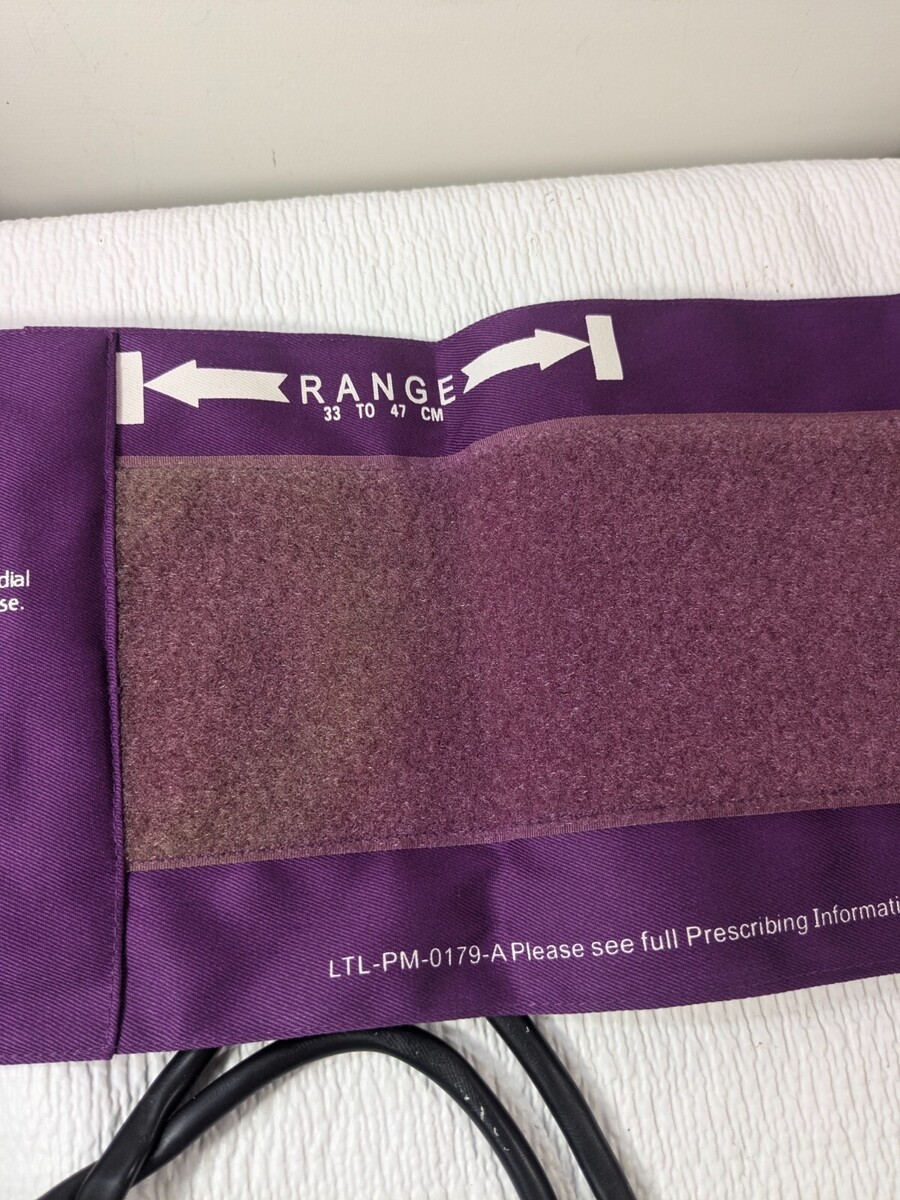 RANGE
33 TO 47 CM
dial
se.
LTL-PM-0179-A Please see full Prescribing Informati